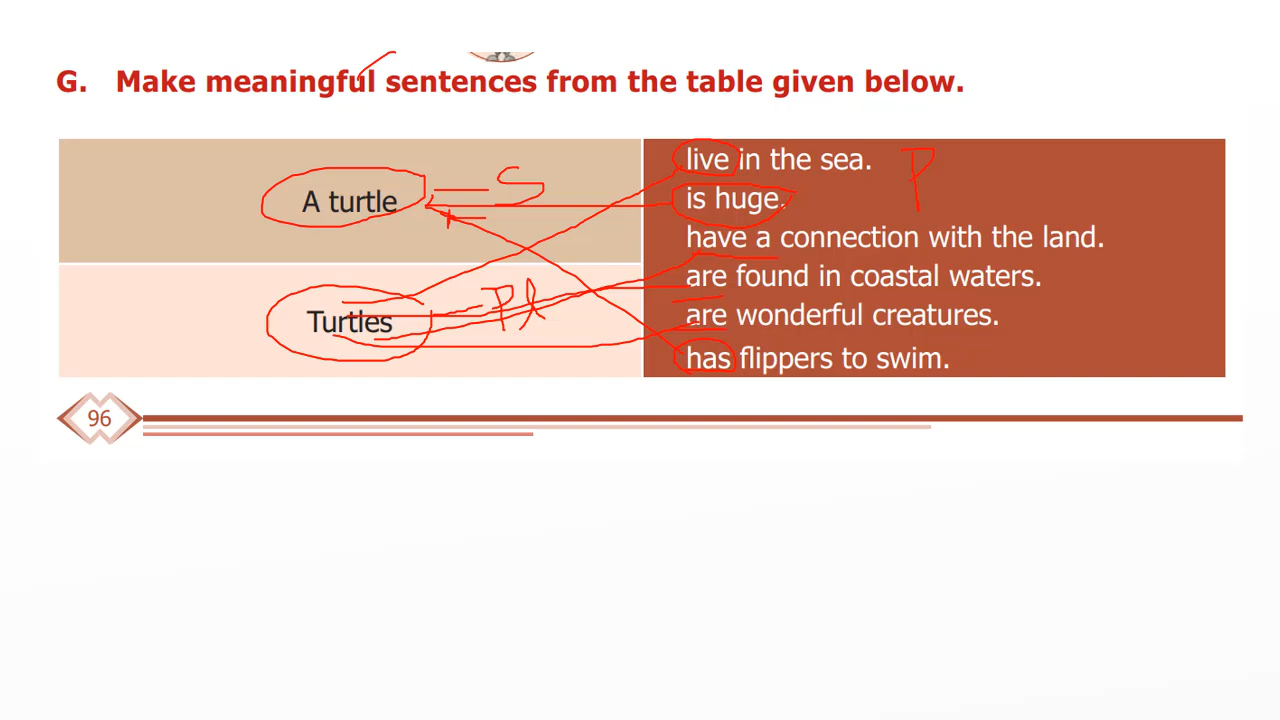 G. Make meaningful sentences from the table given below.
A turtle
S
Turtles
Pl
live in the sea.
P
is huge.
have a connection with the land.
are found in coastal waters.
are wonderful creatures.
has flippers to swim.
96